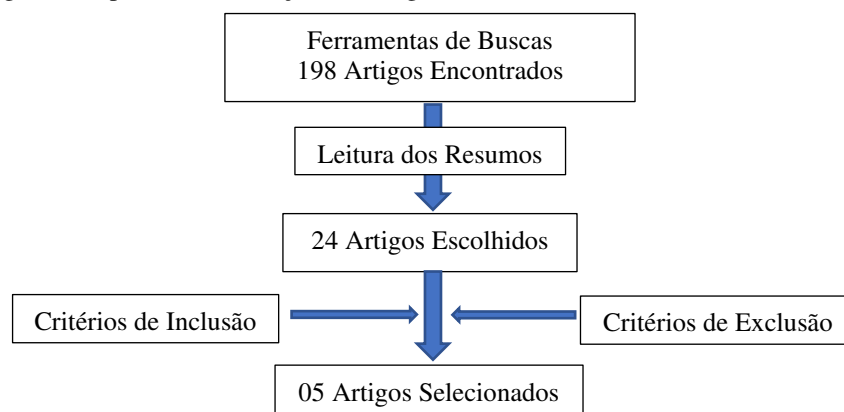 Ferramentas de Buscas
198 Artigos Encontrados
Leitura dos Resumos
24 Artigos Escolhidos
Critérios de Inclusão
Critérios de Exclusão
05 Artigos Selecionados